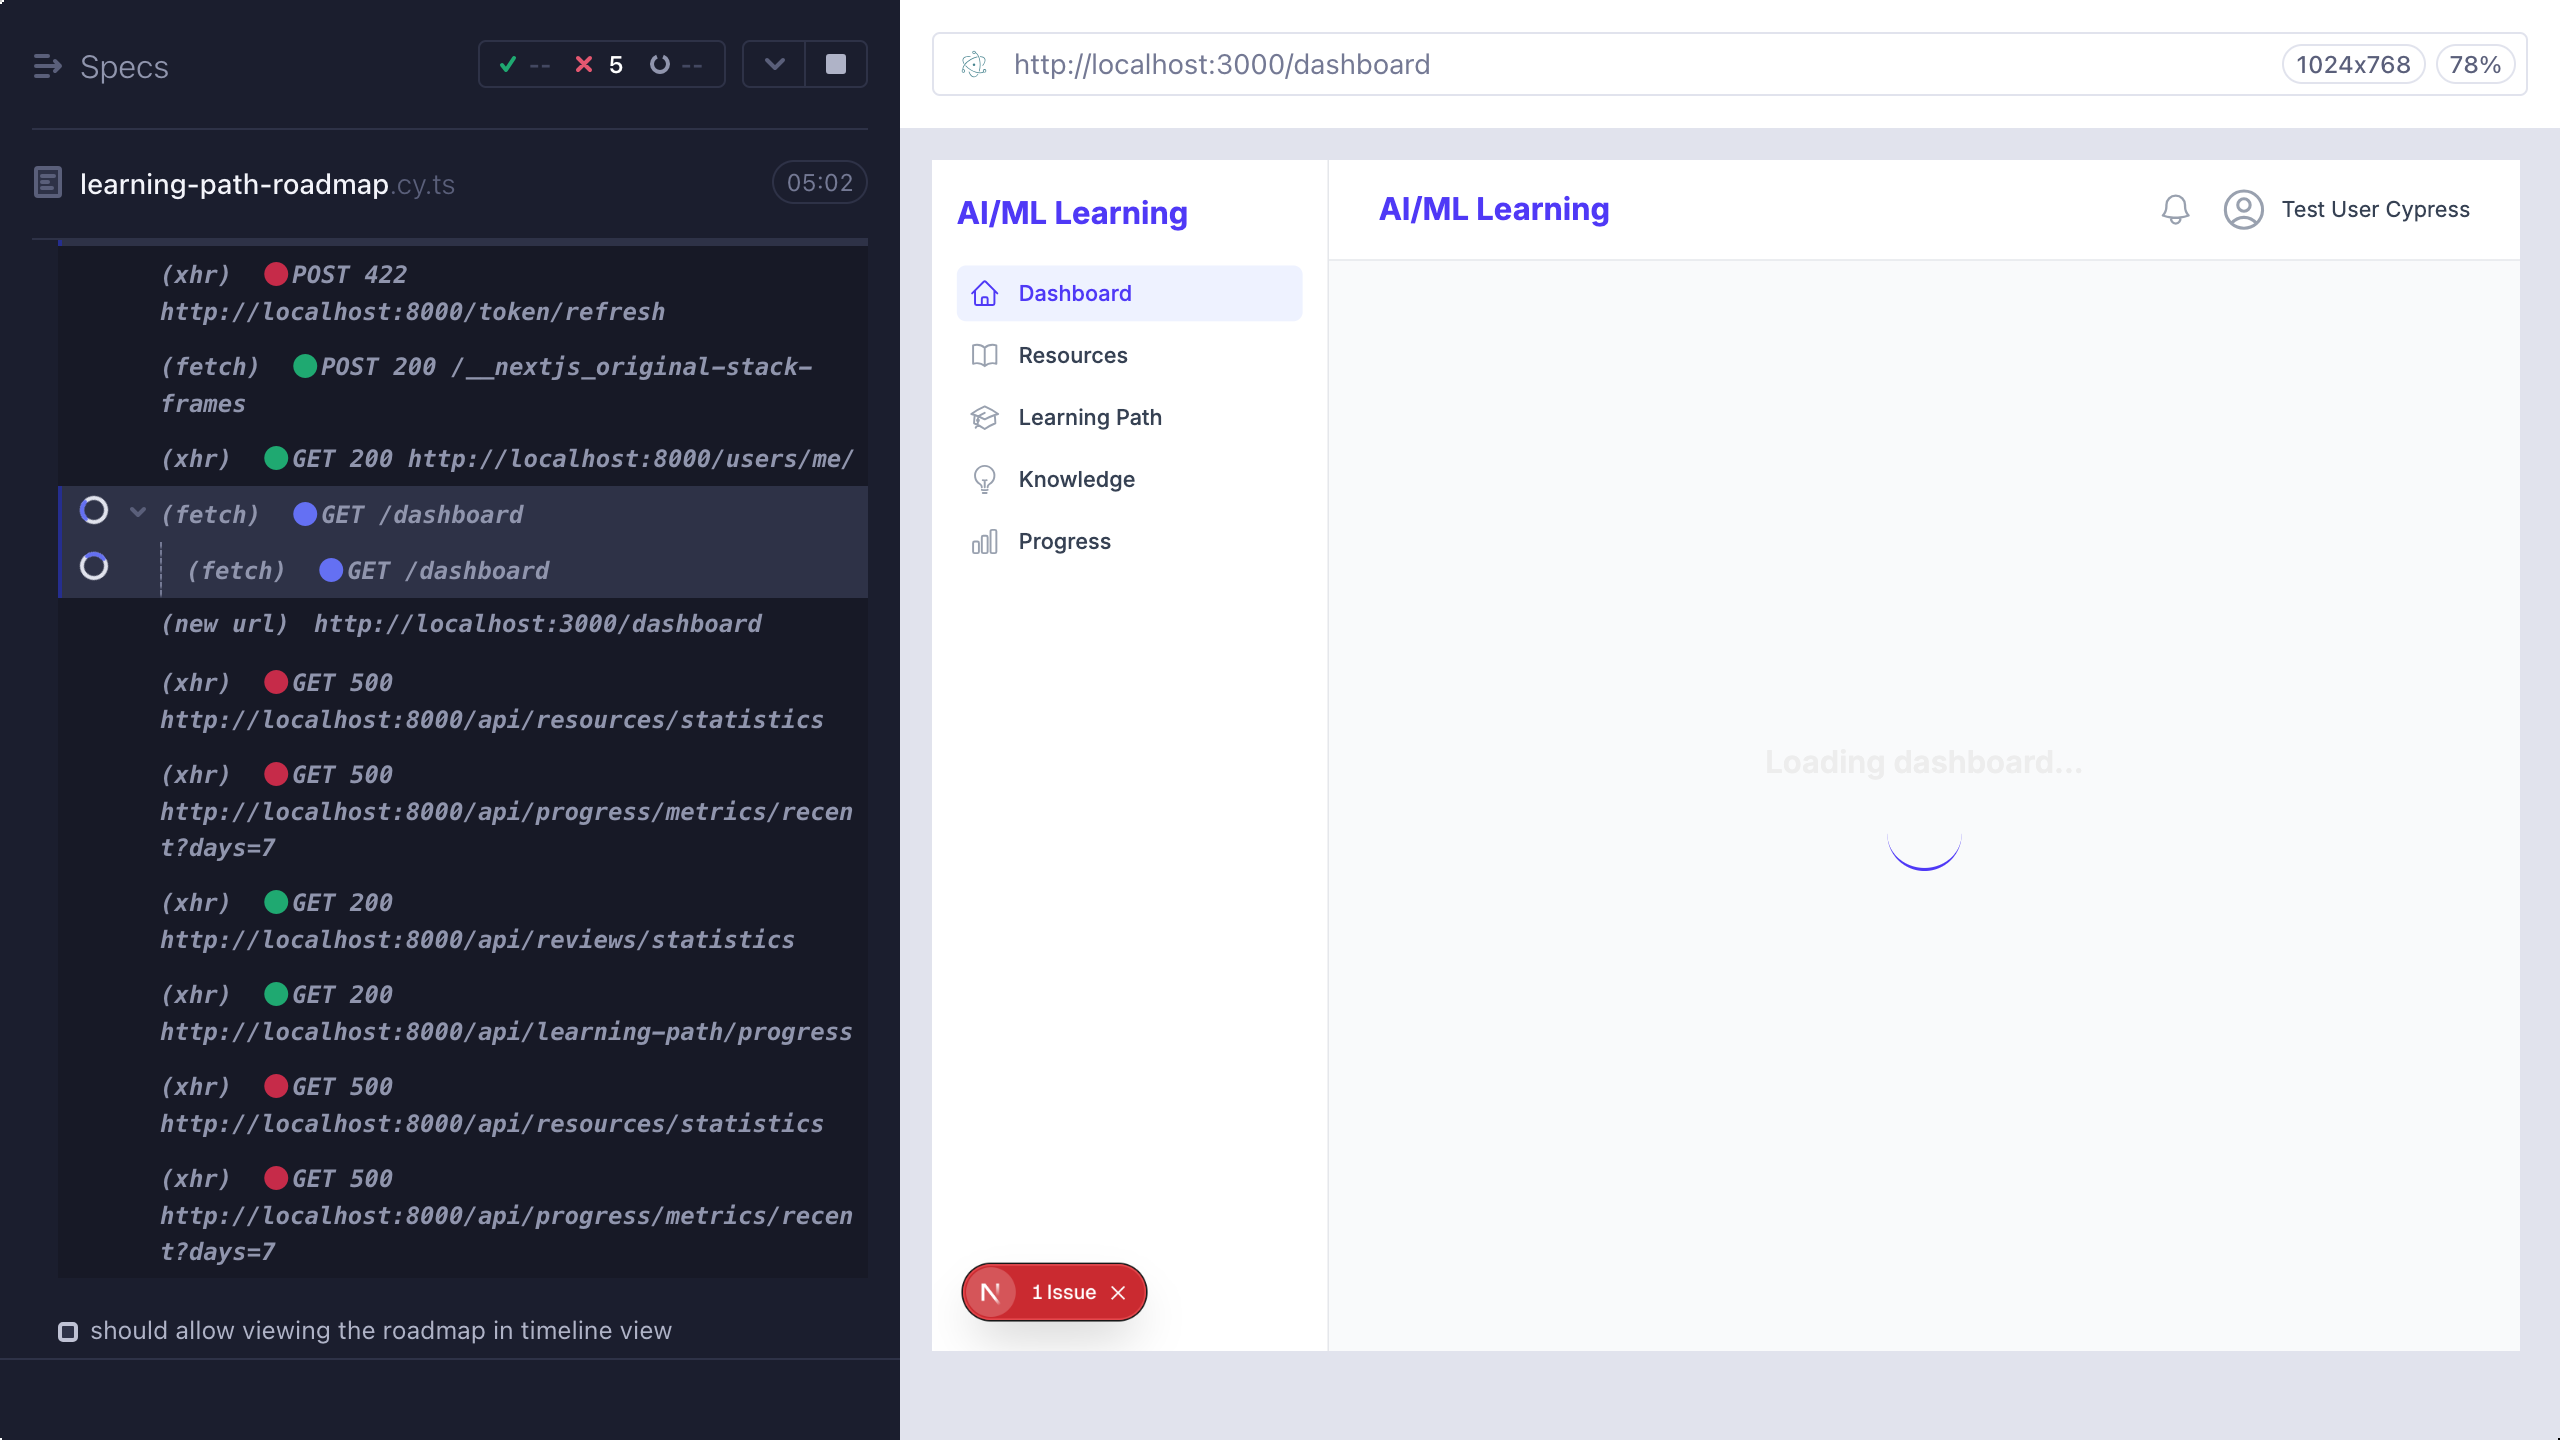 Specs
-- 5 --
learning-path-roadmap.cy.ts 05:02
(xhr) POST 422
http://localhost:8000/token/refresh
(fetch) POST 200 /__nextjs_original-stack-
frames
(xhr) GET 200 http://localhost:8000/users/me/
(fetch) GET /dashboard
(fetch) GET /dashboard
(new url) http://localhost:3000/dashboard
(xhr) GET 500
http://localhost:8000/api/resources/statistics
(xhr) GET 500
http://localhost:8000/api/progress/metrics/recen
t?days=7
(xhr) GET 200
http://localhost:8000/api/reviews/statistics
(xhr) GET 200
http://localhost:8000/api/learning-path/progress
(xhr) GET 500
http://localhost:8000/api/resources/statistics
(xhr) GET 500
http://localhost:8000/api/progress/metrics/recen
t?days=7
should allow viewing the roadmap in timeline view
http://localhost:3000/dashboard 1024x768 78%
AI/ML Learning
Dashboard
Resources
Learning Path
Knowledge
Progress
N 1 Issue
AI/ML Learning Test User Cypress
Loading dashboard...